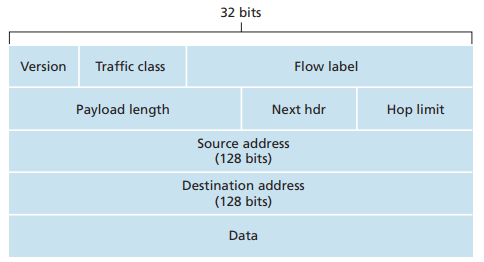 32 bits
Version Traffic class Flow label
Payload length Next hdr Hop limit
Source address
(128 bits)
Destination address
(128 bits)
Data